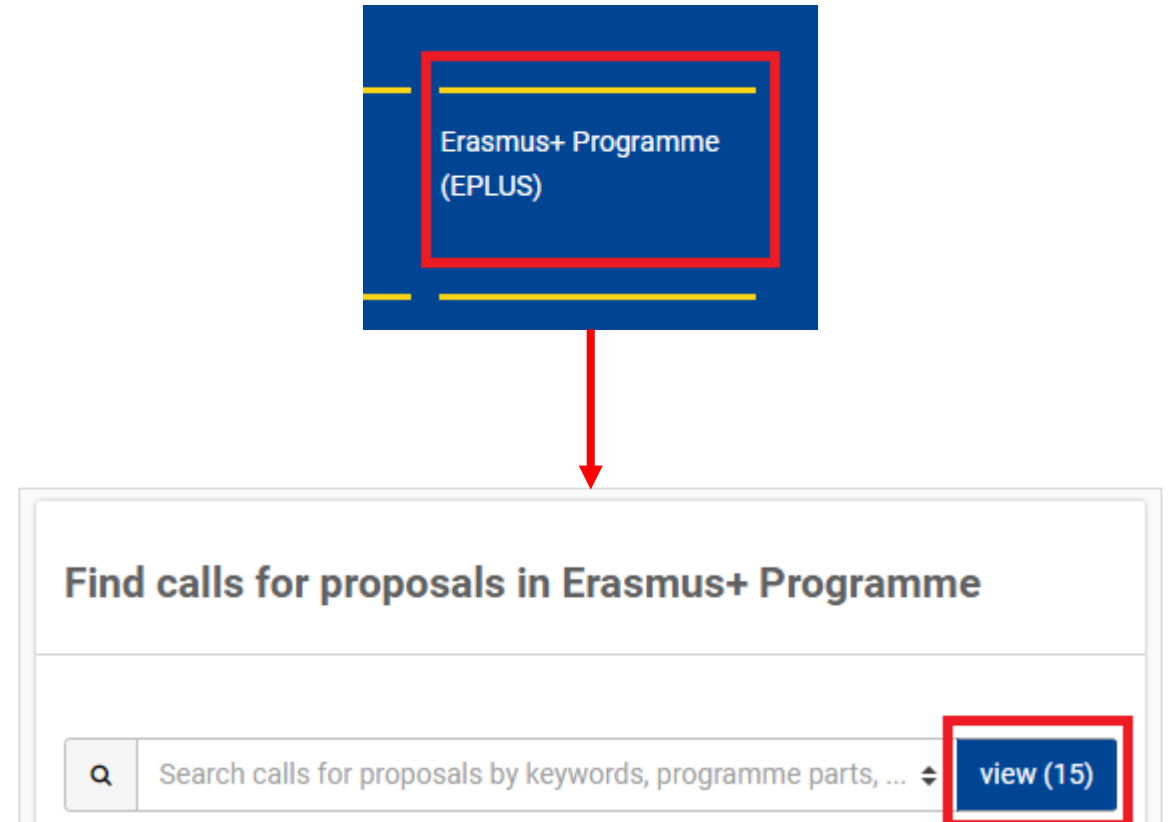 Erasmus+ Programme
(EPLUS)
Find calls for proposals in Erasmus+ Programme
Search calls for proposals by keywords, programme parts, ... view (15)